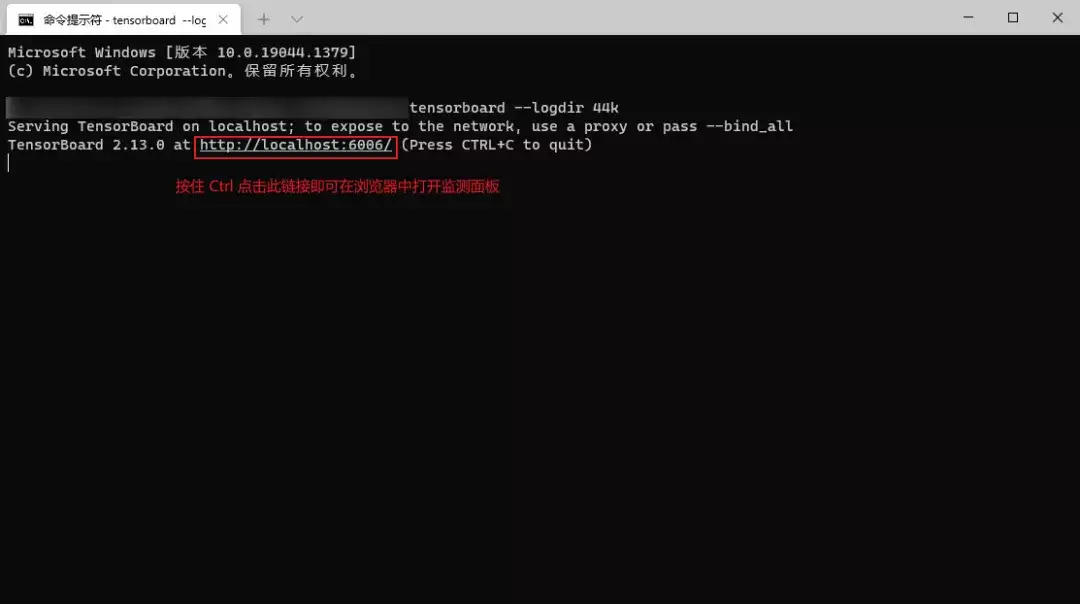 命令提示符 - tensorboard --log
Microsoft Windows [版本 10.0.19044.1379]
(c) Microsoft Corporation。保留所有权利。
tensorboard --logdir 44k
Serving TensorBoard on localhost; to expose to the network, use a proxy or pass --bind_all
TensorBoard 2.13.0 at http://localhost:6006/ (Press CTRL+C to quit)
按住 Ctrl 点击此链接即可在浏览器中打开监测面板